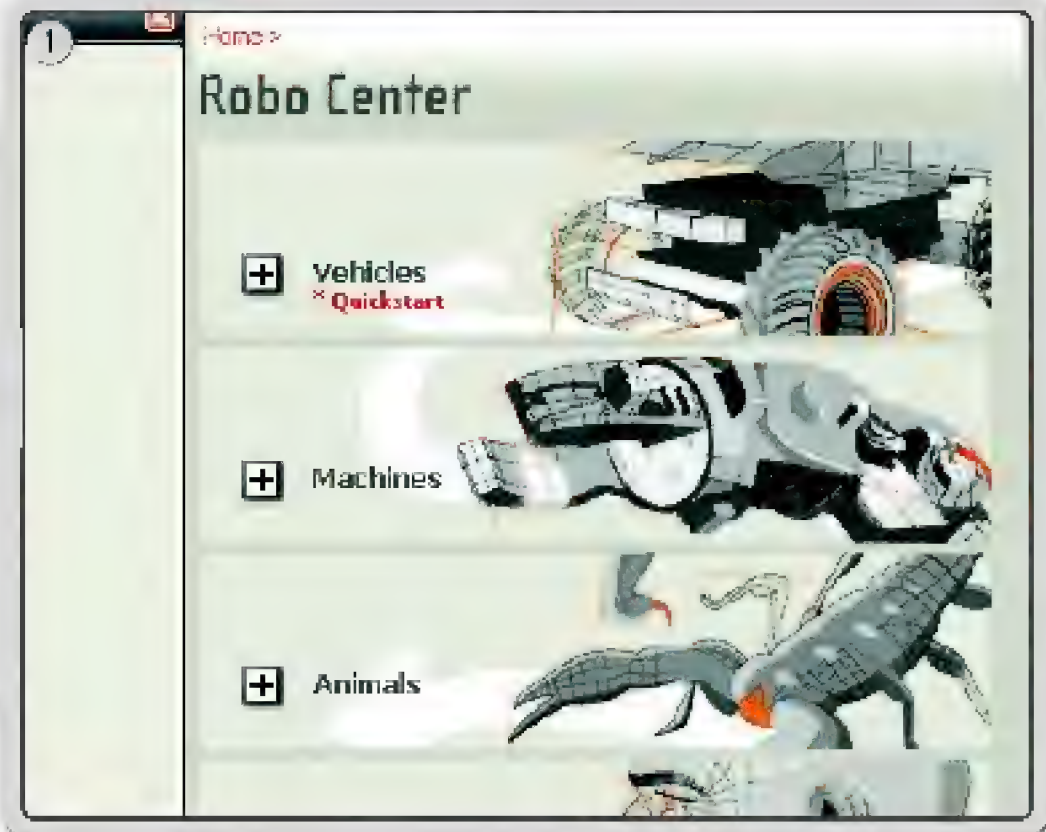 1
Home >
Robo Center
Vehicles
* Quickstart
Machines
Animals